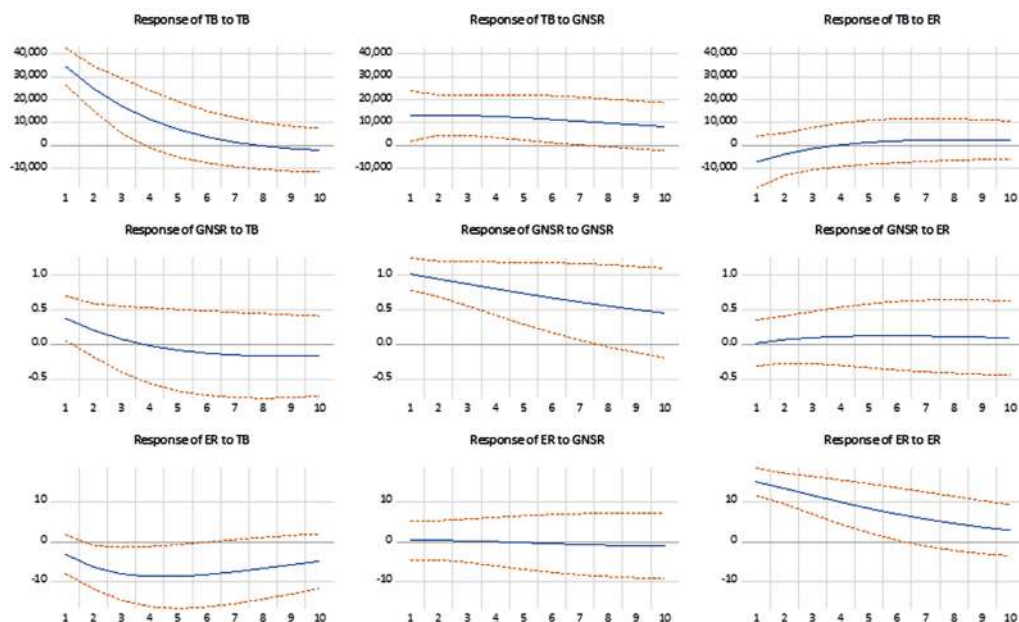 Response of TB to TB
40,000
30,000
20,000
10,000
0
-10,000
1 2 3 4 5 6 7 8 9 10
Response of TB to GNSR
40,000
30,000
20,000
10,000
0
-10,000
1 2 3 4 5 6 7 8 9 10
Response of TB to ER
40,000
30,000
20,000
10,000
0
-10,000
1 2 3 4 5 6 7 8 9 10
Response of GNSR to TB
1.0
0.5
0.0
-0.5
1 2 3 4 5 6 7 8 9 10
Response of GNSR to GNSR
1.0
0.5
0.0
-0.5
1 2 3 4 5 6 7 8 9 10
Response of GNSR to ER
1.0
0.5
0.0
-0.5
1 2 3 4 5 6 7 8 9 10
Response of ER to TB
10
0
-10
1 2 3 4 5 6 7 8 9 10
Response of ER to GNSR
10
0
-10
1 2 3 4 5 6 7 8 9 10
Response of ER to ER
10
0
-10
1 2 3 4 5 6 7 8 9 10